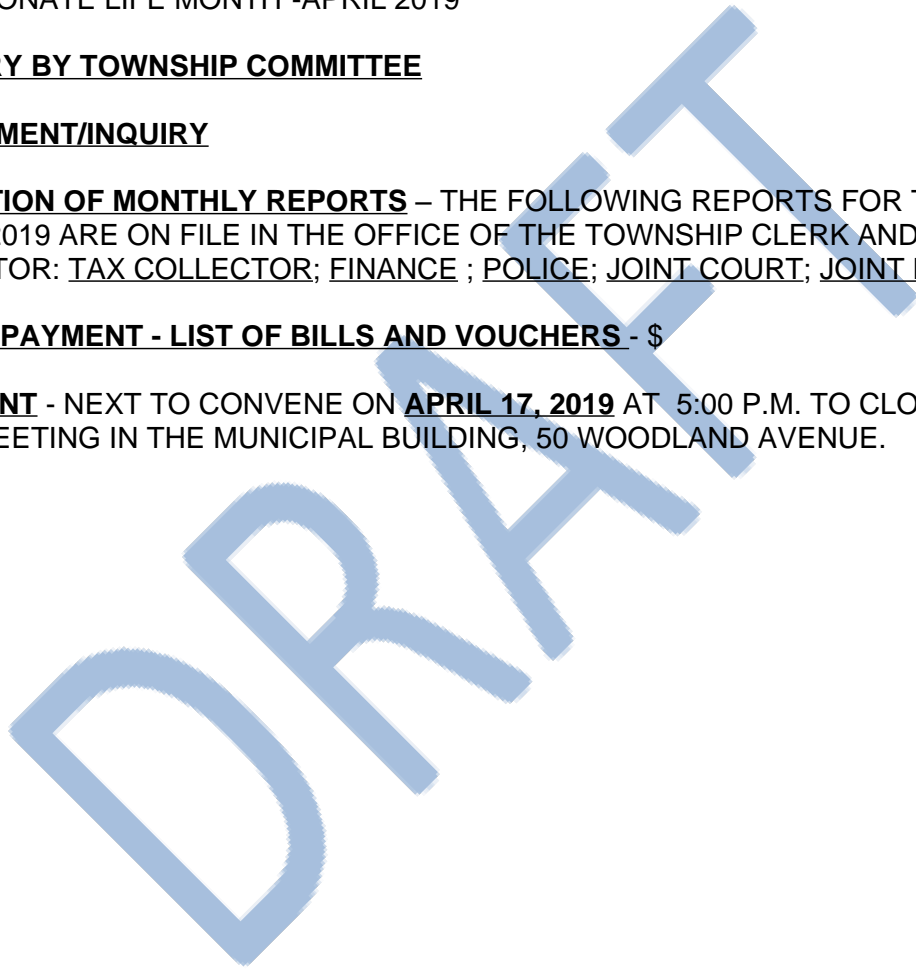 ONATE LIFE MONTH -APRIL 2019
RY BY TOWNSHIP COMMITTEE
MENT/INQUIRY
TION OF MONTHLY REPORTS – THE FOLLOWING REPORTS FOR T
2019 ARE ON FILE IN THE OFFICE OF THE TOWNSHIP CLERK AND
TOR: TAX COLLECTOR; FINANCE ; POLICE; JOINT COURT; JOINT
PAYMENT - LIST OF BILLS AND VOUCHERS - $
NT - NEXT TO CONVENE ON APRIL 17, 2019 AT  5:00 P.M. TO CLO
EETING IN THE MUNICIPAL BUILDING, 50 WOODLAND AVENUE.
DRAFT